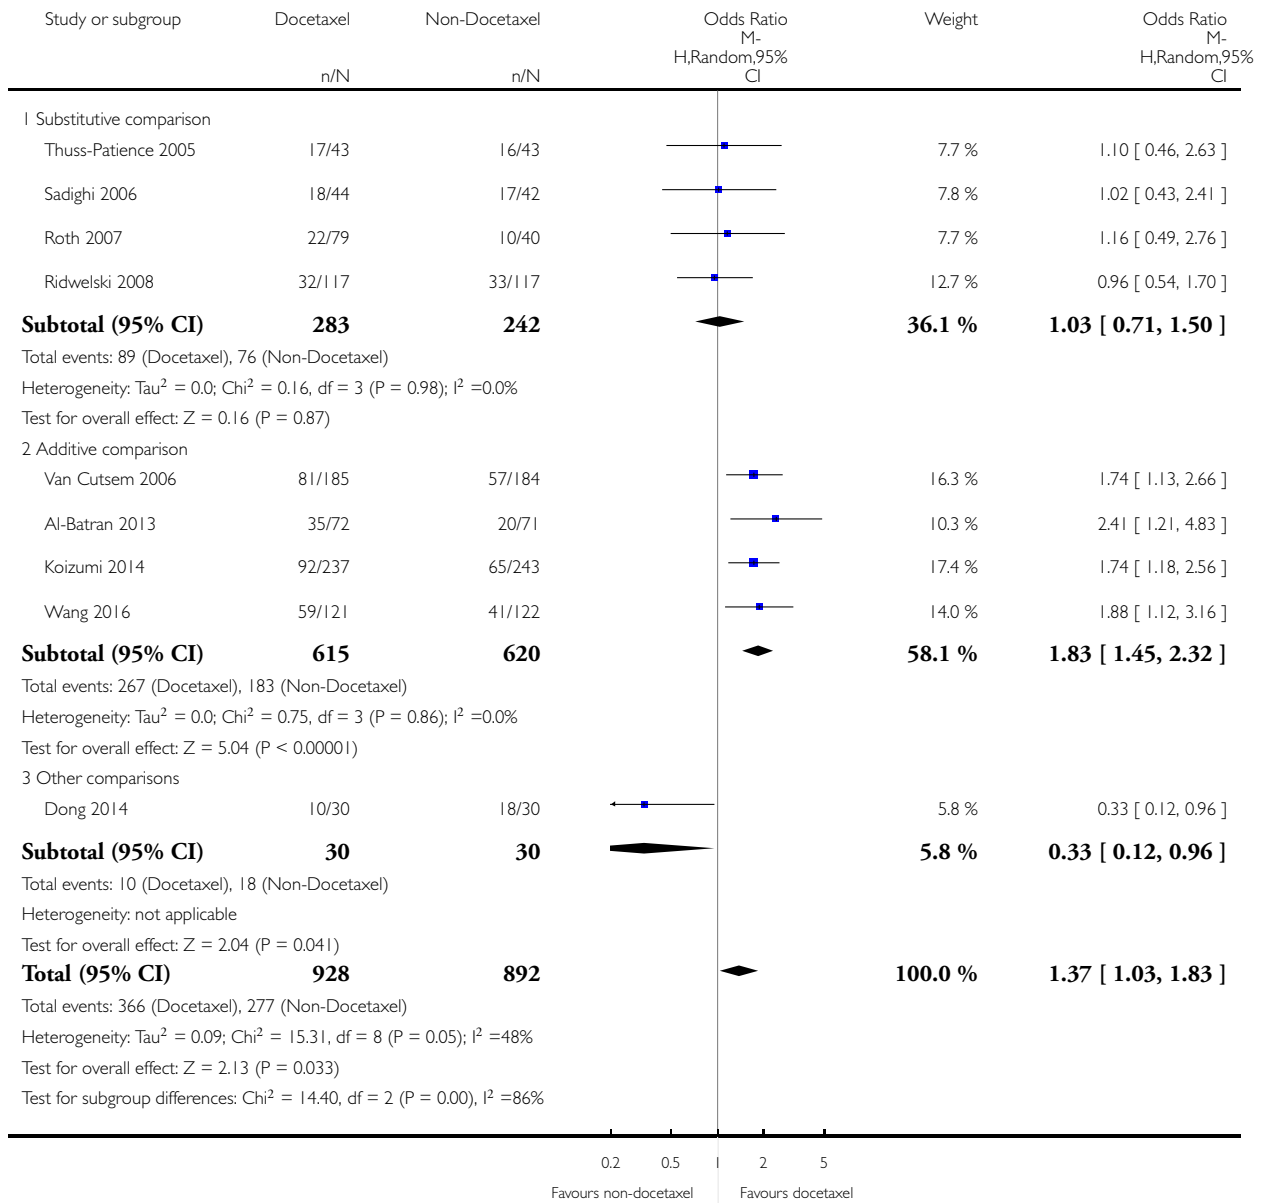 Study or subgroup Docetaxel Non-Docetaxel Odds Ratio Weight Odds Ratio
M- M-
H,Random,95% H,Random,95%
n/N n/N CI CI
1 Substitutive comparison
Thuss-Patience 2005 17/43 16/43 7.7 % 1.10 [ 0.46, 2.63 ]
Sadighi 2006 18/44 17/42 7.8 % 1.02 [ 0.43, 2.41 ]
Roth 2007 22/79 10/40 7.7 % 1.16 [ 0.49, 2.76 ]
Ridwelski 2008 32/117 33/117 12.7 % 0.96 [ 0.54, 1.70 ]
Subtotal (95% CI) 283 242 36.1 % 1.03 [ 0.71, 1.50 ]
Total events: 89 (Docetaxel), 76 (Non-Docetaxel)
Heterogeneity: Tau² = 0.0; Chi² = 0.16, df = 3 (P = 0.98); I² =0.0%
Test for overall effect: Z = 0.16 (P = 0.87)
2 Additive comparison
Van Cutsem 2006 81/185 57/184 16.3 % 1.74 [ 1.13, 2.66 ]
Al-Batran 2013 35/72 20/71 10.3 % 2.41 [ 1.21, 4.83 ]
Koizumi 2014 92/237 65/243 17.4 % 1.74 [ 1.18, 2.56 ]
Wang 2016 59/121 41/122 14.0 % 1.88 [ 1.12, 3.16 ]
Subtotal (95% CI) 615 620 58.1 % 1.83 [ 1.45, 2.32 ]
Total events: 267 (Docetaxel), 183 (Non-Docetaxel)
Heterogeneity: Tau² = 0.0; Chi² = 0.75, df = 3 (P = 0.86); I² =0.0%
Test for overall effect: Z = 5.04 (P < 0.00001)
3 Other comparisons
Dong 2014 10/30 18/30 5.8 % 0.33 [ 0.12, 0.96 ]
Subtotal (95% CI) 30 30 5.8 % 0.33 [ 0.12, 0.96 ]
Total events: 10 (Docetaxel), 18 (Non-Docetaxel)
Heterogeneity: not applicable
Test for overall effect: Z = 2.04 (P = 0.041)
Total (95% CI) 928 892 100.0 % 1.37 [ 1.03, 1.83 ]
Total events: 366 (Docetaxel), 277 (Non-Docetaxel)
Heterogeneity: Tau² = 0.09; Chi² = 15.31, df = 8 (P = 0.05); I² =48%
Test for overall effect: Z = 2.13 (P = 0.033)
Test for subgroup differences: Chi² = 14.40, df = 2 (P = 0.00), I² =86%
0.2 0.5 1 2 5
Favours non-docetaxel Favours docetaxel